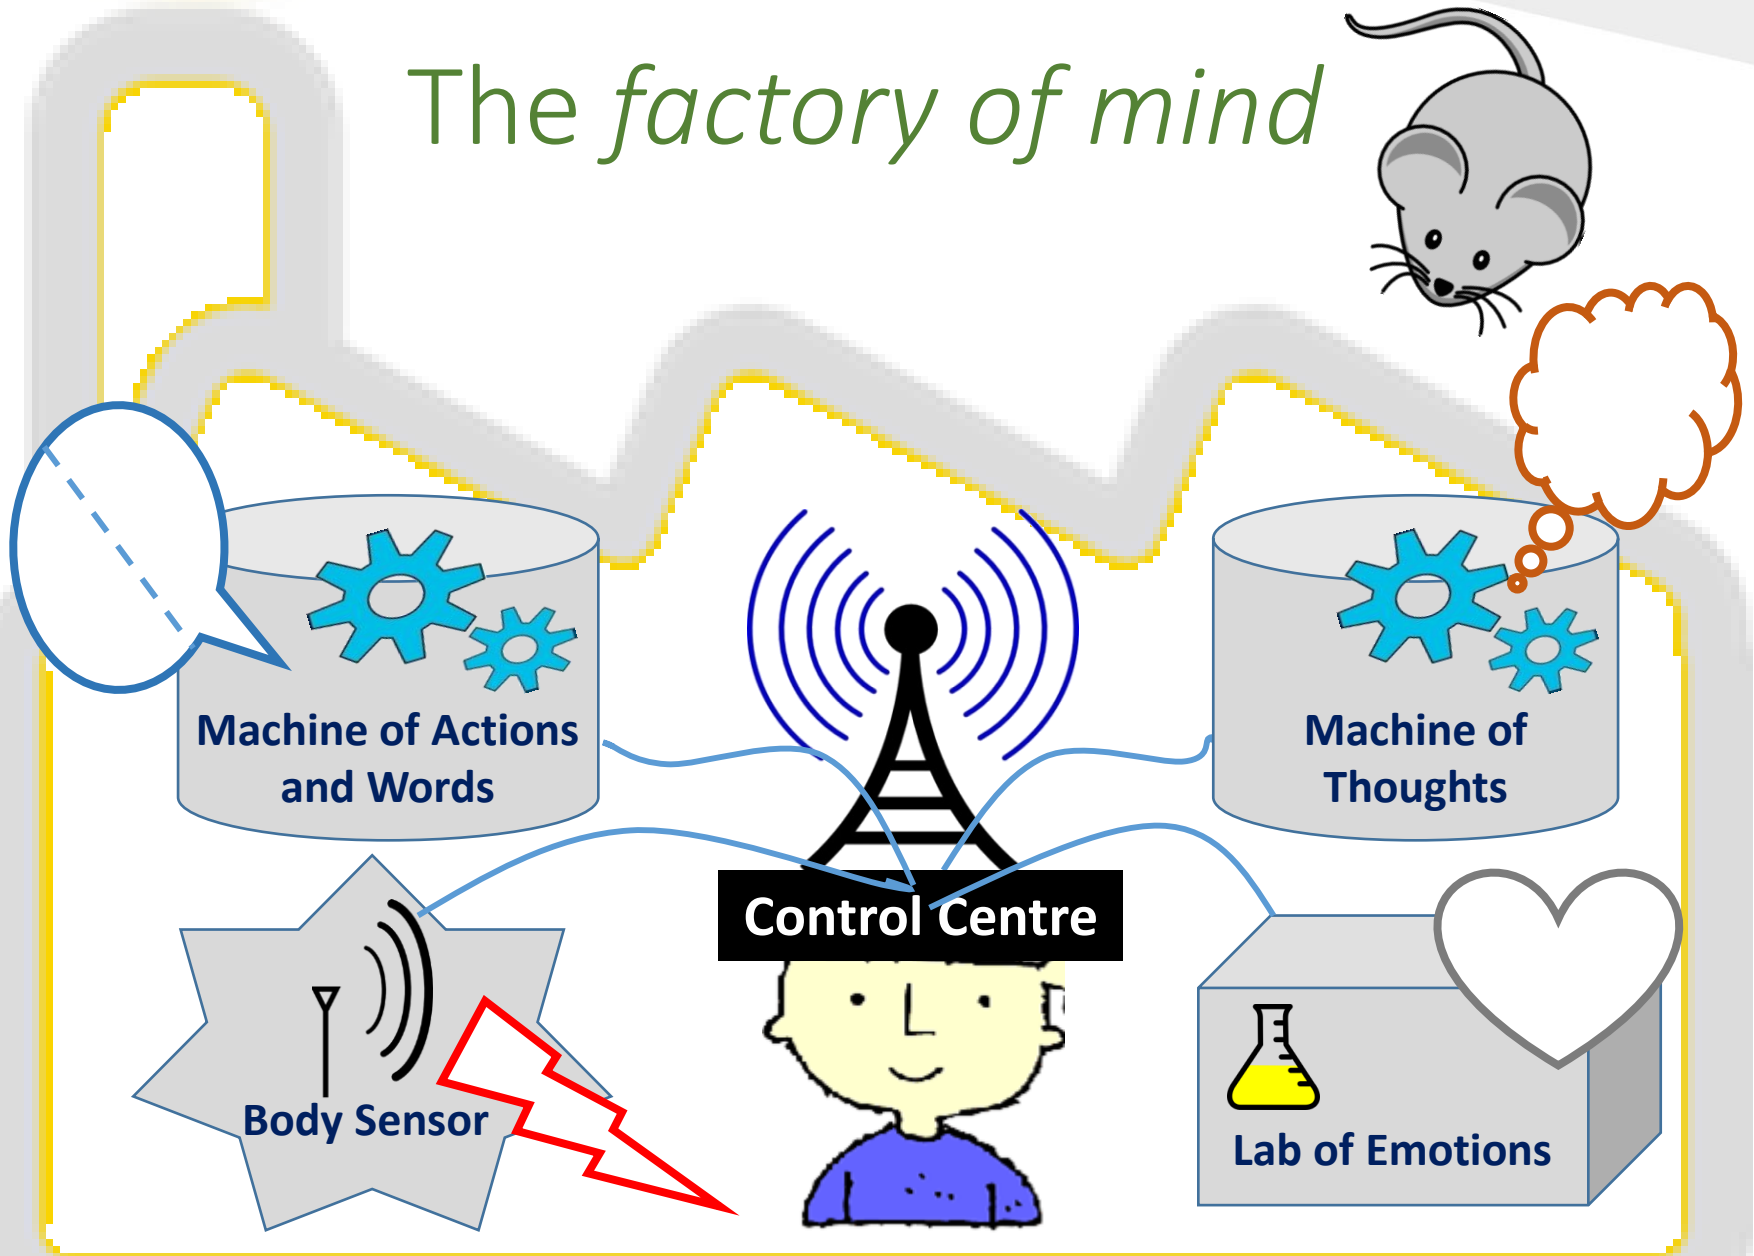 The factory of mind
Machine of Actions
and Words
Machine of
Thoughts
Control Centre
Body Sensor
Lab of Emotions